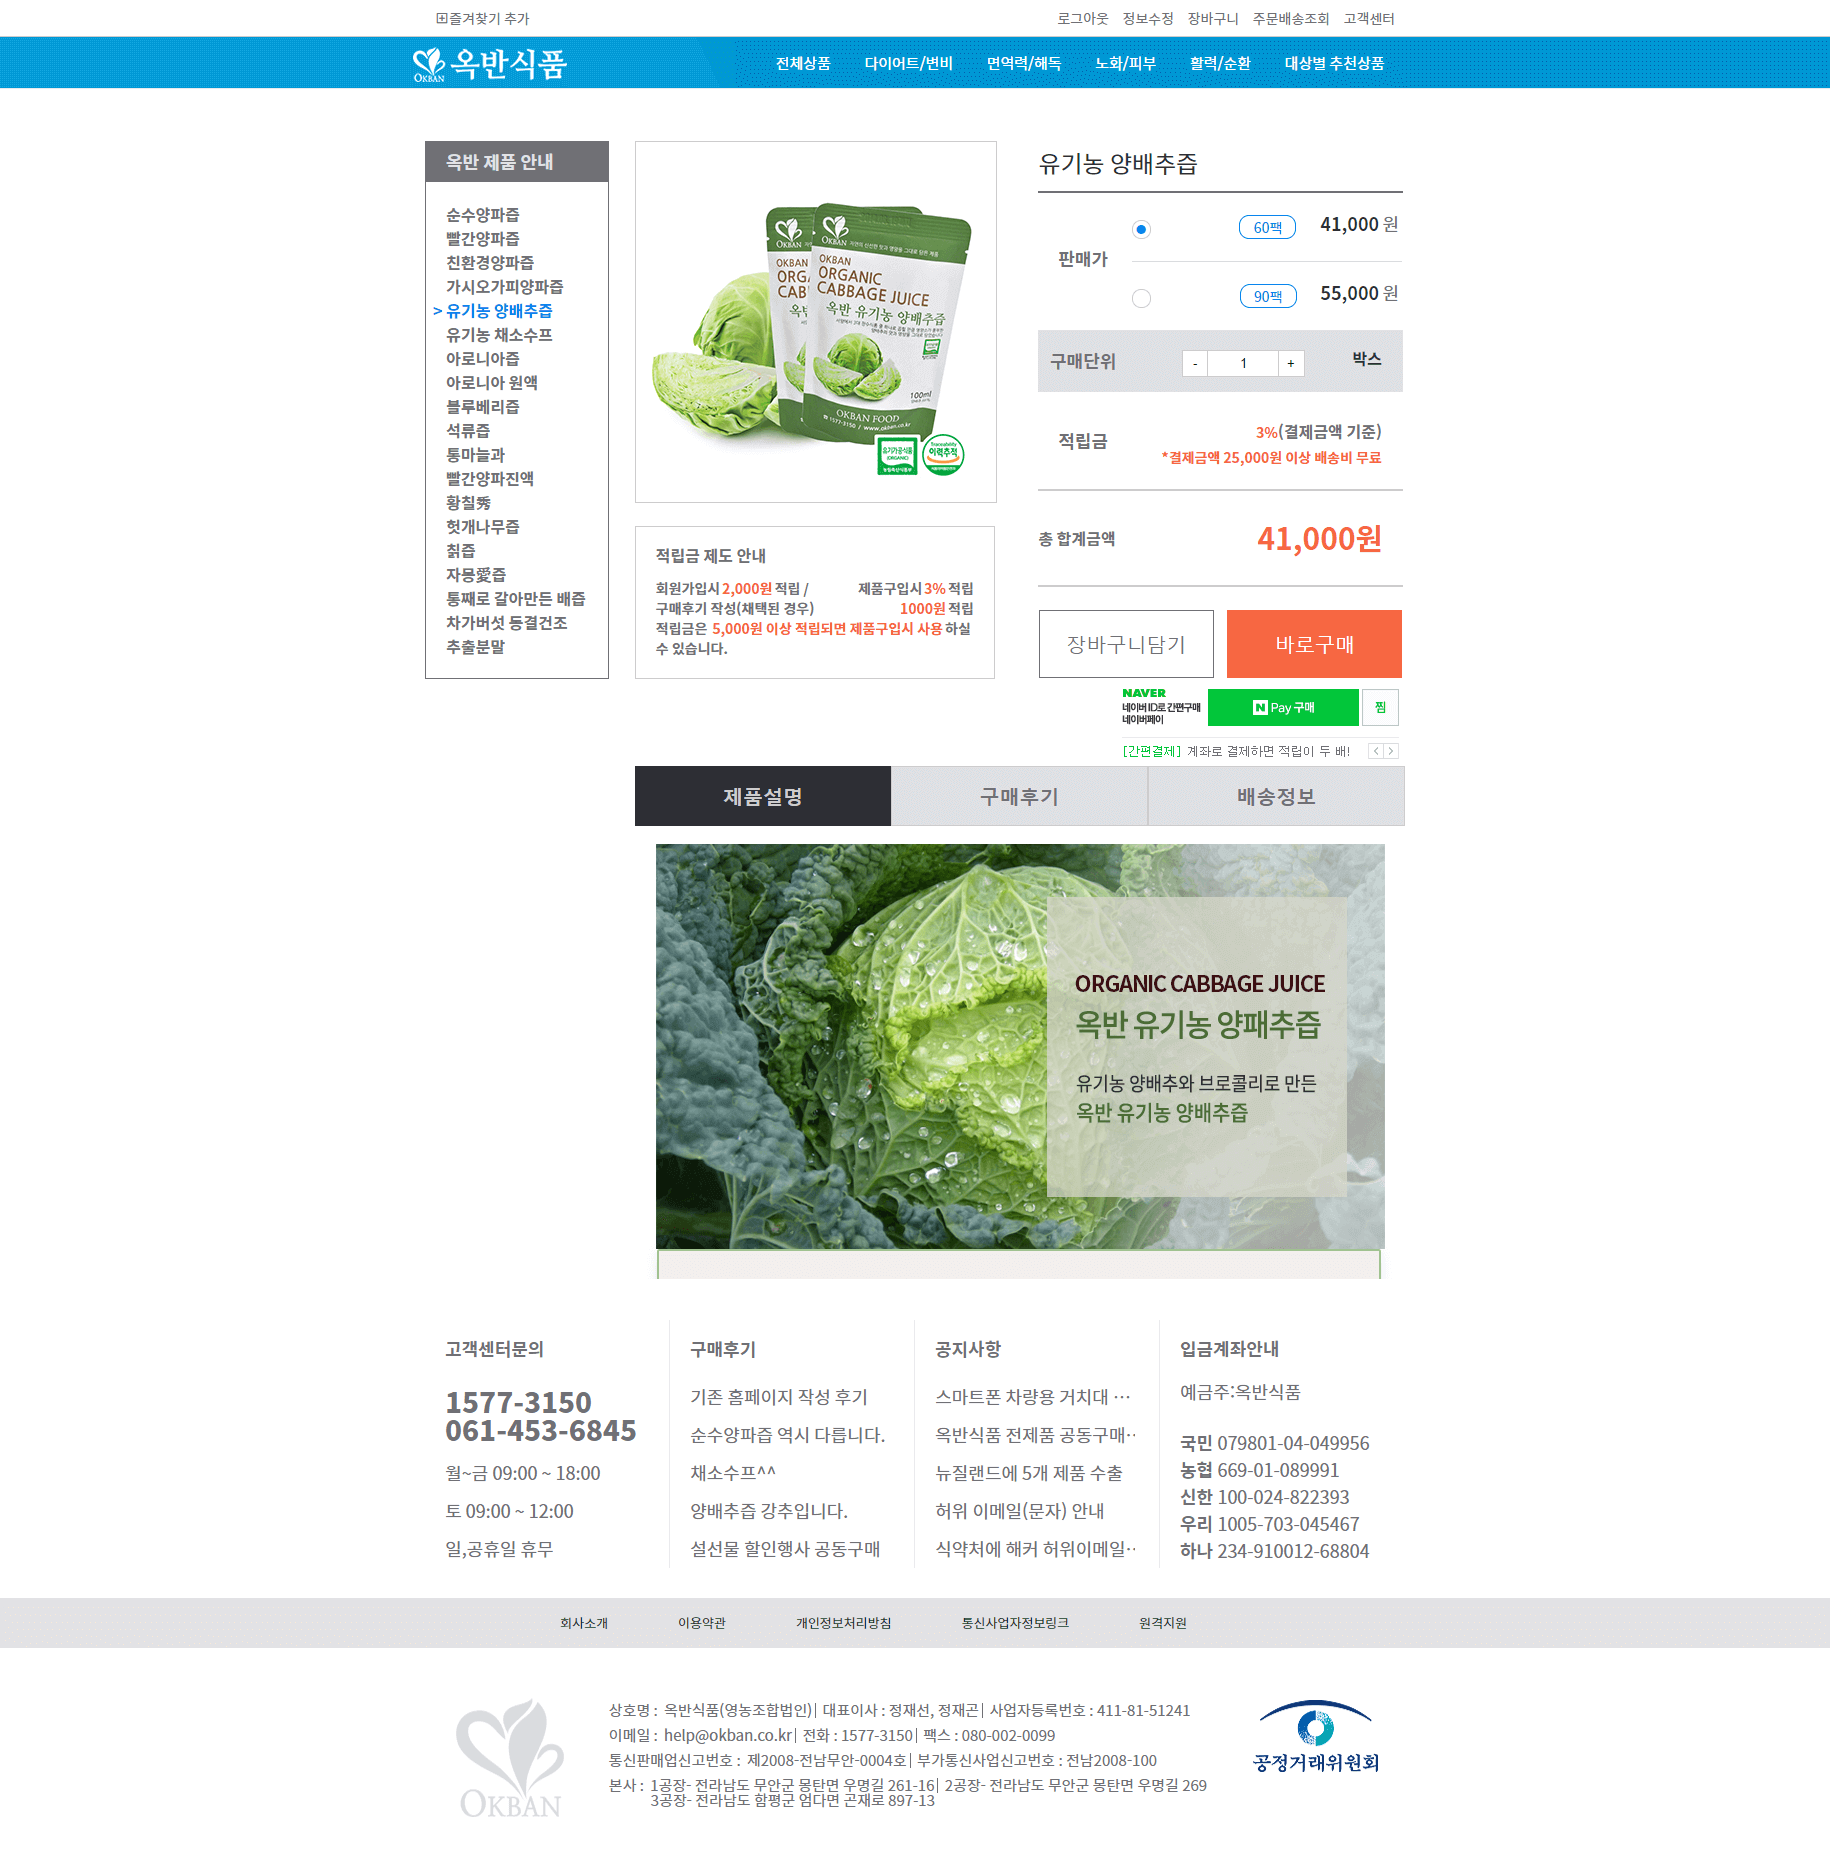 즐겨찾기 추가
로그아웃 정보수정 장바구니 주문배송조회 고객센터
OKBAN 옥반식품
전체상품 다이어트/변비 면역력/해독 노화/피부 활력/순환 대상별 추천상품
옥반 제품 안내
순수양파즙
빨간양파즙
친환경양파즙
가시오가피양파즙
> 유기농 양배추즙
유기농 채소수프
아로니아즙
아로니아 원액
블루베리즙
석류즙
통마늘과
빨간양파진액
황칠秀
헛개나무즙
칡즙
자몽愛즙
통째로 갈아만든 배즙
차가버섯 동결건조
추출분말
OKBAN
OKBAN
OKBAN
ORGANIC
CABBAGE JUICE
옥반 유기농 양배추즙
100ml
OKBAN FOOD
☎ 1577-3150 / www.okban.co.kr
유기가공식품
(ORGANIC)
농림축산식품부
Traceability
이력추적
적립금 제도 안내
회원가입시 2,000원 적립 / 제품구입시 3% 적립
구매후기 작성(채택된 경우) 1000원 적립
적립금은 5,000원 이상 적립되면 제품구입시 사용 하실
수 있습니다.
유기농 양배추즙
판매가
60팩 41,000 원
90팩 55,000 원
구매단위 - 1 + 박스
적립금
3%(결제금액 기준)
*결제금액 25,000원 이상 배송비 무료
총 합계금액 41,000원
장바구니담기 바로구매
NAVER
네이버 ID로 간편구매
네이버페이
N Pay 구매 찜
[간편결제] 계좌로 결제하면 적립이 두 배!
제품설명 구매후기 배송정보
ORGANIC CABBAGE JUICE
옥반 유기농 양패추즙
유기농 양배추와 브로콜리로 만든
옥반 유기농 양배추즙
고객센터문의
1577-3150
061-453-6845
월~금 09:00 ~ 18:00
토 09:00 ~ 12:00
일,공휴일 휴무
구매후기
기존 홈페이지 작성 후기
순수양파즙 역시 다릅니다.
채소수프^^
양배추즙 강추입니다.
설선물 할인행사 공동구매
공지사항
스마트폰 차량용 거치대 …
옥반식품 전제품 공동구매··
뉴질랜드에 5개 제품 수출
허위 이메일(문자) 안내
식약처에 해커 허위이메일··
입금계좌안내
예금주:옥반식품
국민 079801-04-049956
농협 669-01-089991
신한 100-024-822393
우리 1005-703-045467
하나 234-910012-68804
회사소개 이용약관 개인정보처리방침 통신사업자정보링크 원격지원
OKBAN
상호명 : 옥반식품(영농조합법인)| 대표이사 : 정재선, 정재곤| 사업자등록번호 : 411-81-51241
이메일 : help@okban.co.kr| 전화 : 1577-3150| 팩스 : 080-002-0099
통신판매업신고번호 : 제2008-전남무안-0004호| 부가통신사업신고번호 : 전남2008-100
본사 : 1공장- 전라남도 무안군 몽탄면 우명길 261-16| 2공장- 전라남도 무안군 몽탄면 우명길 269
3공장- 전라남도 함평군 엄다면 곤재로 897-13
공정거래위원회